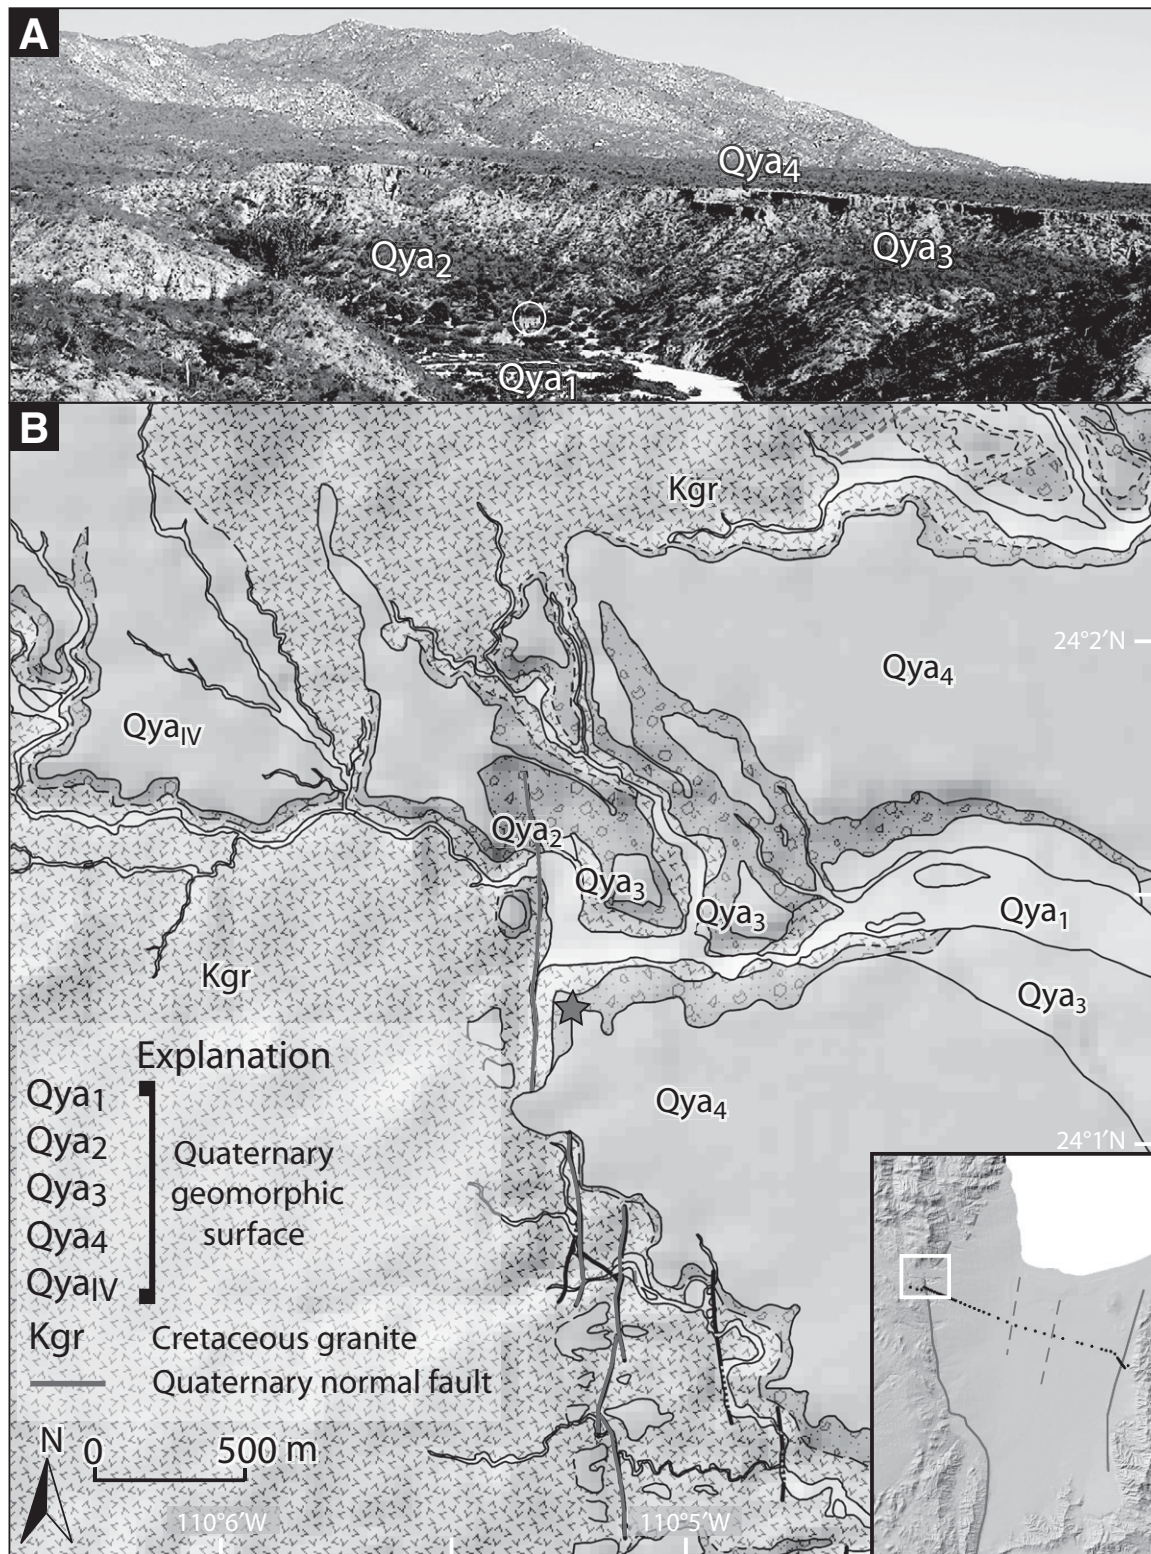 A
Qya4
Qya2
Qya3
Qya1
B
Kgr
24°2′N
Qya4
QyaIV
Qya2
Qya3
Qya3
Qya1
Kgr
Qya3
Explanation
Qya1
Qya4
Qya2
24°1′N
Quaternary
geomorphic
surface
Qya3
Qya4
QyaIV
Kgr
Cretaceous granite
Quaternary normal fault
N
0
500 m
110°6′W
110°5′W